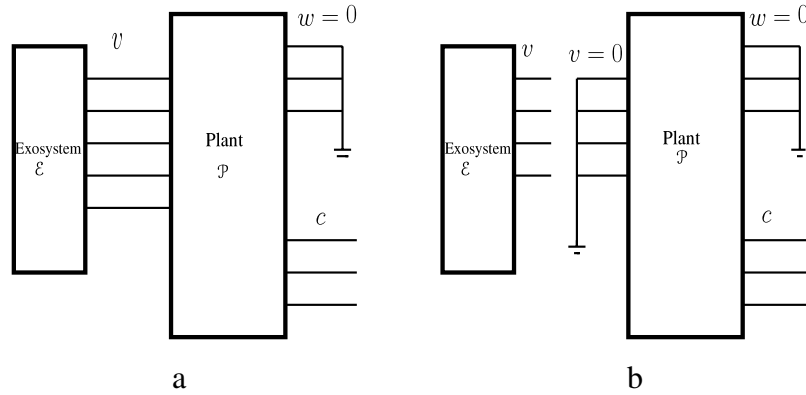 v
w = 0
Exosystem
ℰ
Plant
𝒫
c
a
v
v = 0
w = 0
Exosystem
ℰ
Plant
𝒫
c
b